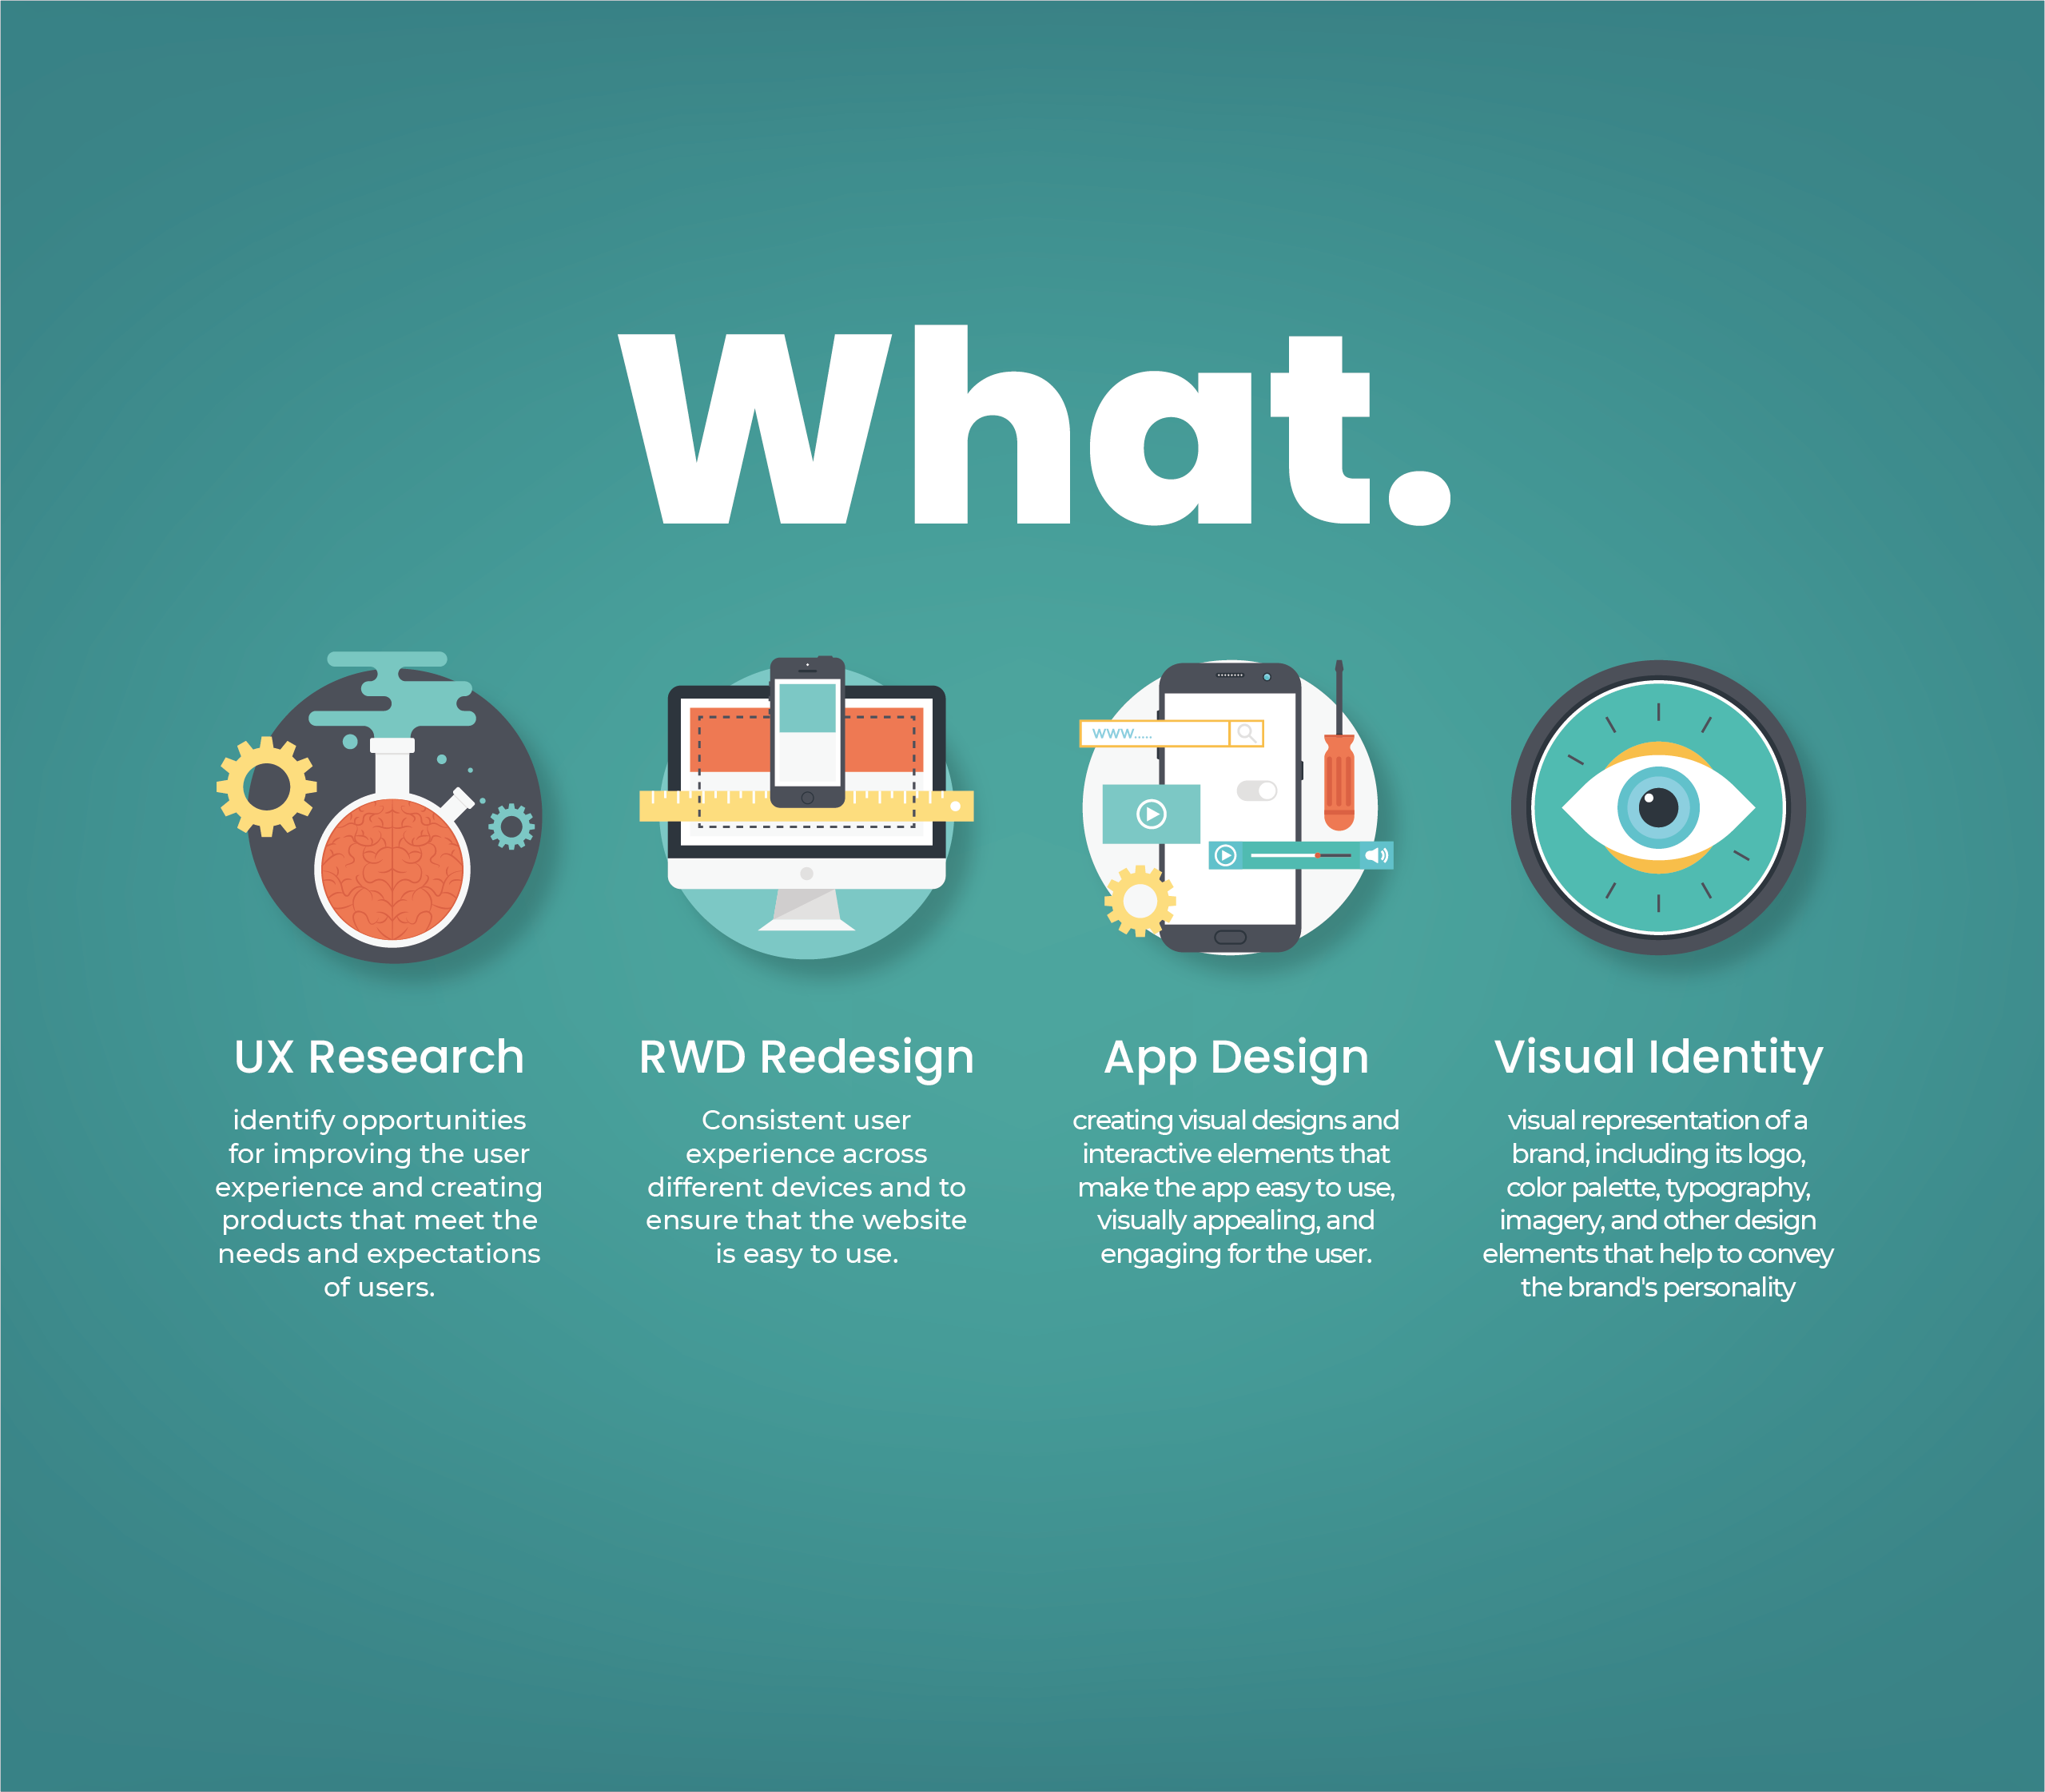 What.
www.....
UX Research
identify opportunities
for improving the user
experience and creating
products that meet the
needs and expectations
of users.
RWD Redesign
Consistent user
experience across
different devices and to
ensure that the website
is easy to use.
App Design
creating visual designs and
interactive elements that
make the app easy to use,
visually appealing, and
engaging for the user.
Visual Identity
visual representation of a
brand, including its logo,
color palette, typography,
imagery, and other design
elements that help to convey
the brand's personality